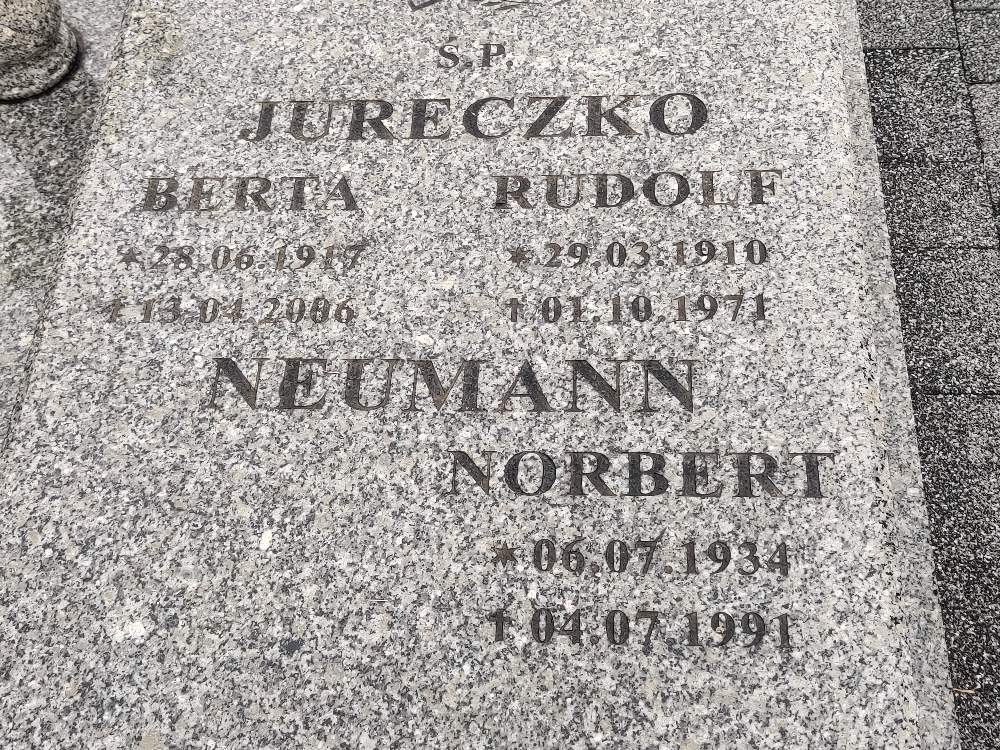 Ś.P.
JURECZKO
BERTA RUDOLF
* 28.06.1917 * 29.03.1910
† 13.04.2006 † 01.10.1971
NEUMANN
NORBERT
* 06.07.1934
† 04.07.1991